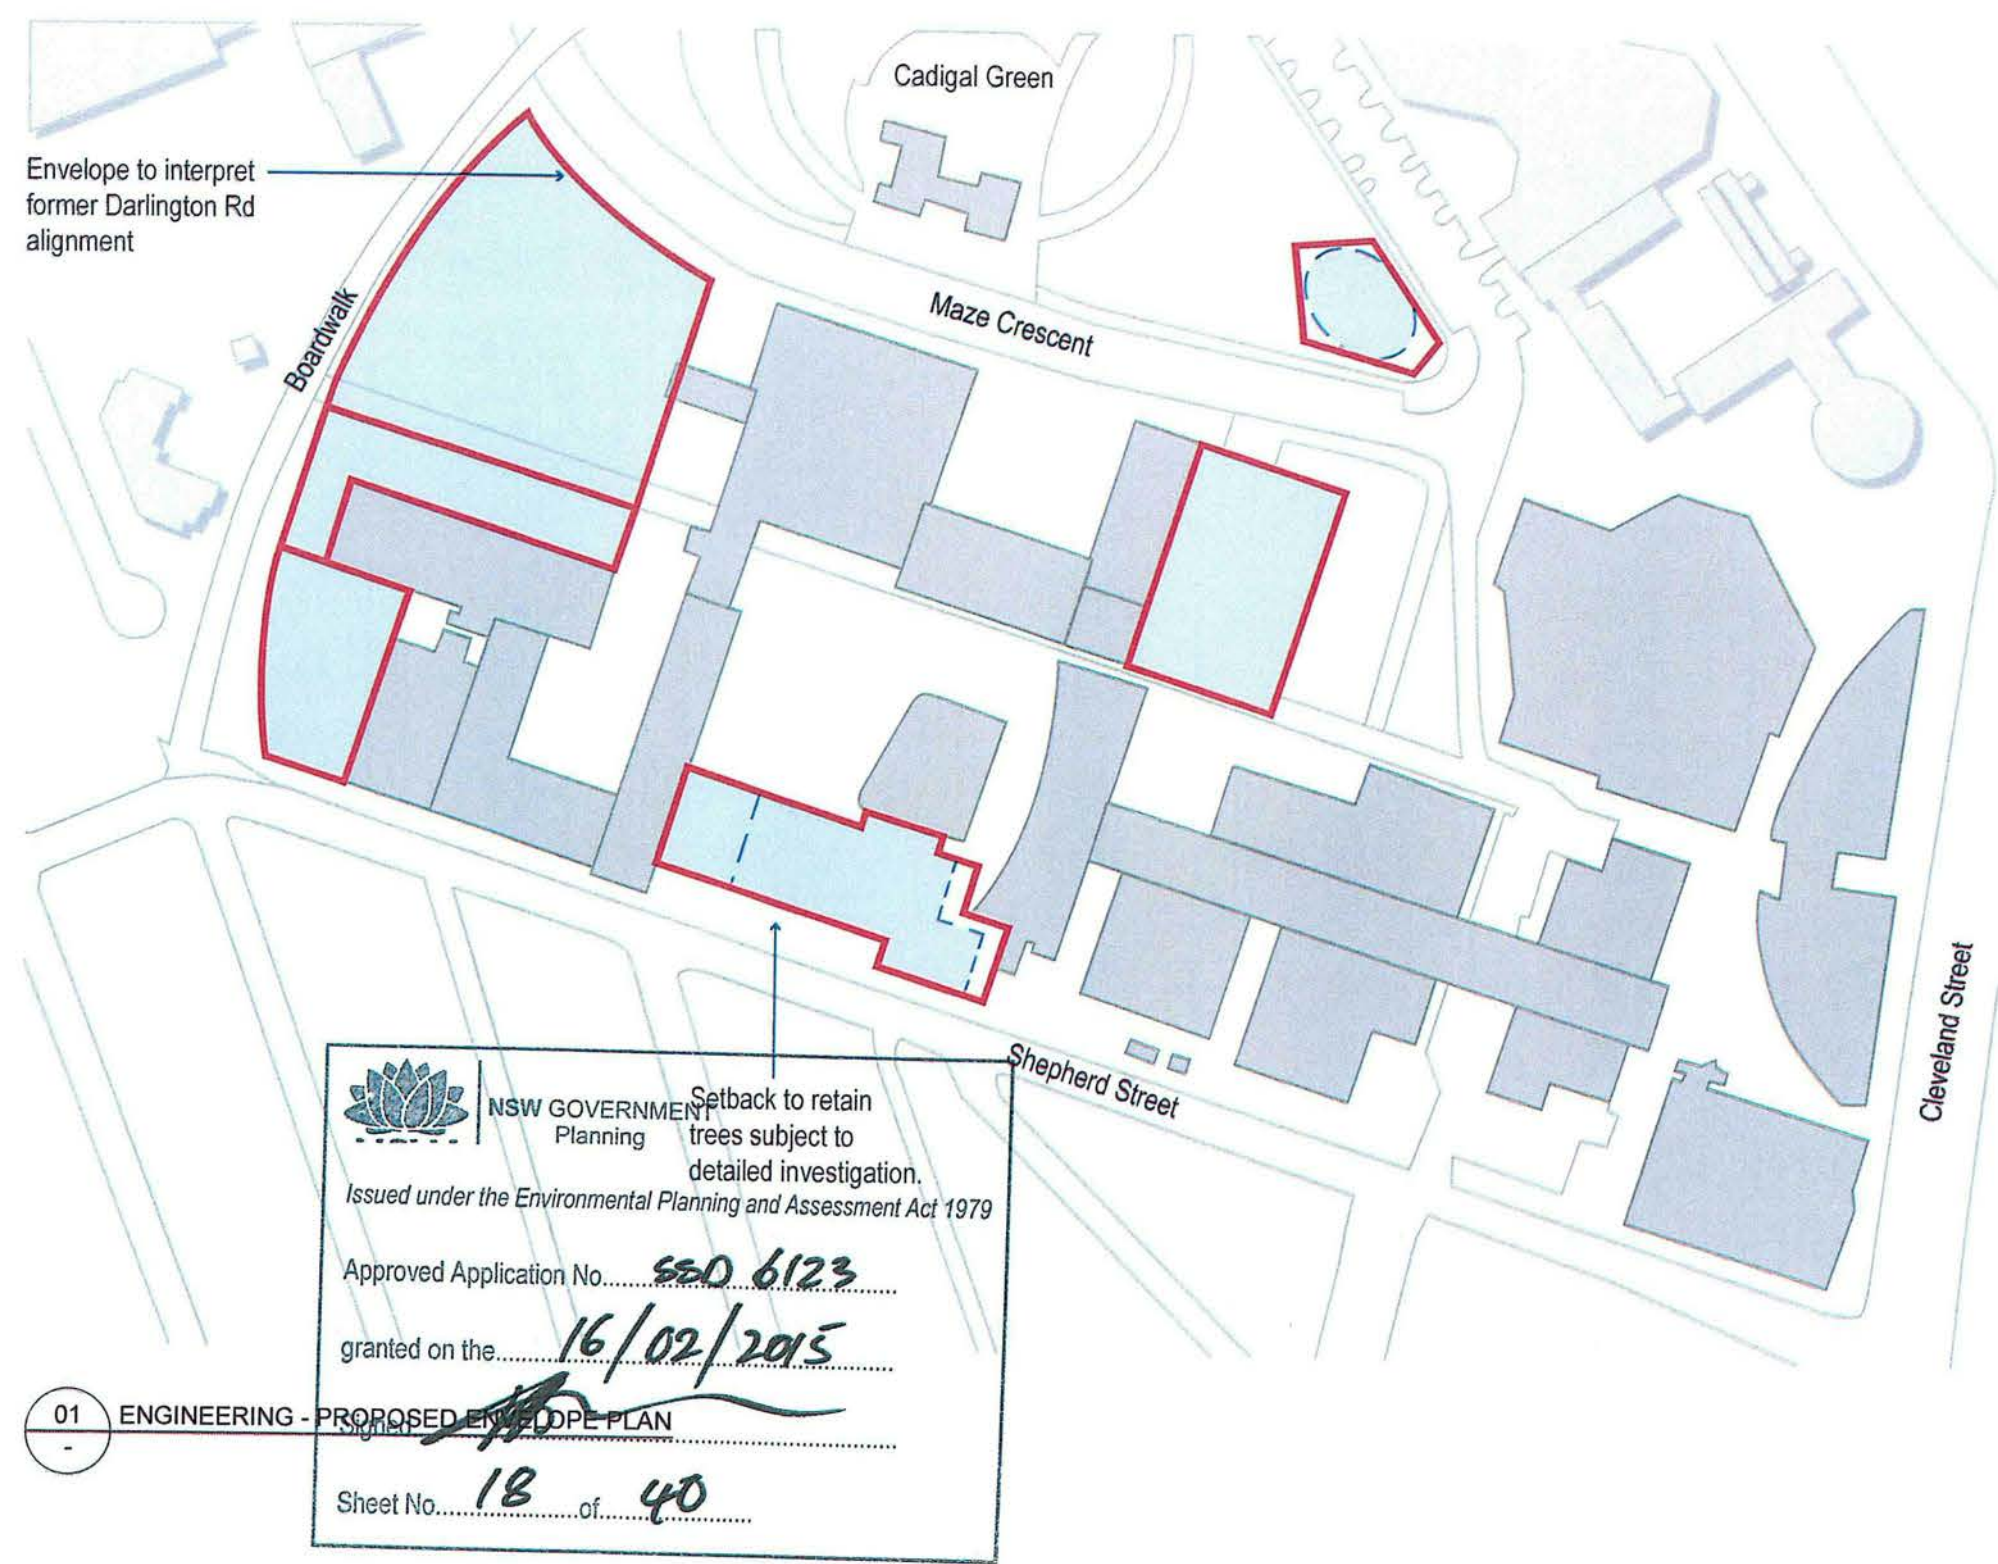 Cadigal Green
Envelope to interpret
former Darlington Rd
alignment
Boardwalk
Maze Crescent
Cleveland Street
Shepherd Street
Setback to retain
trees subject to
detailed investigation.
NSW GOVERNMENT
Planning
Issued under the Environmental Planning and Assessment Act 1979
Approved Application No. SSD 6123
granted on the 16/02/2015
Signed
01
-
ENGINEERING - PROPOSED ENVELOPE PLAN
Sheet No. 18 of 40